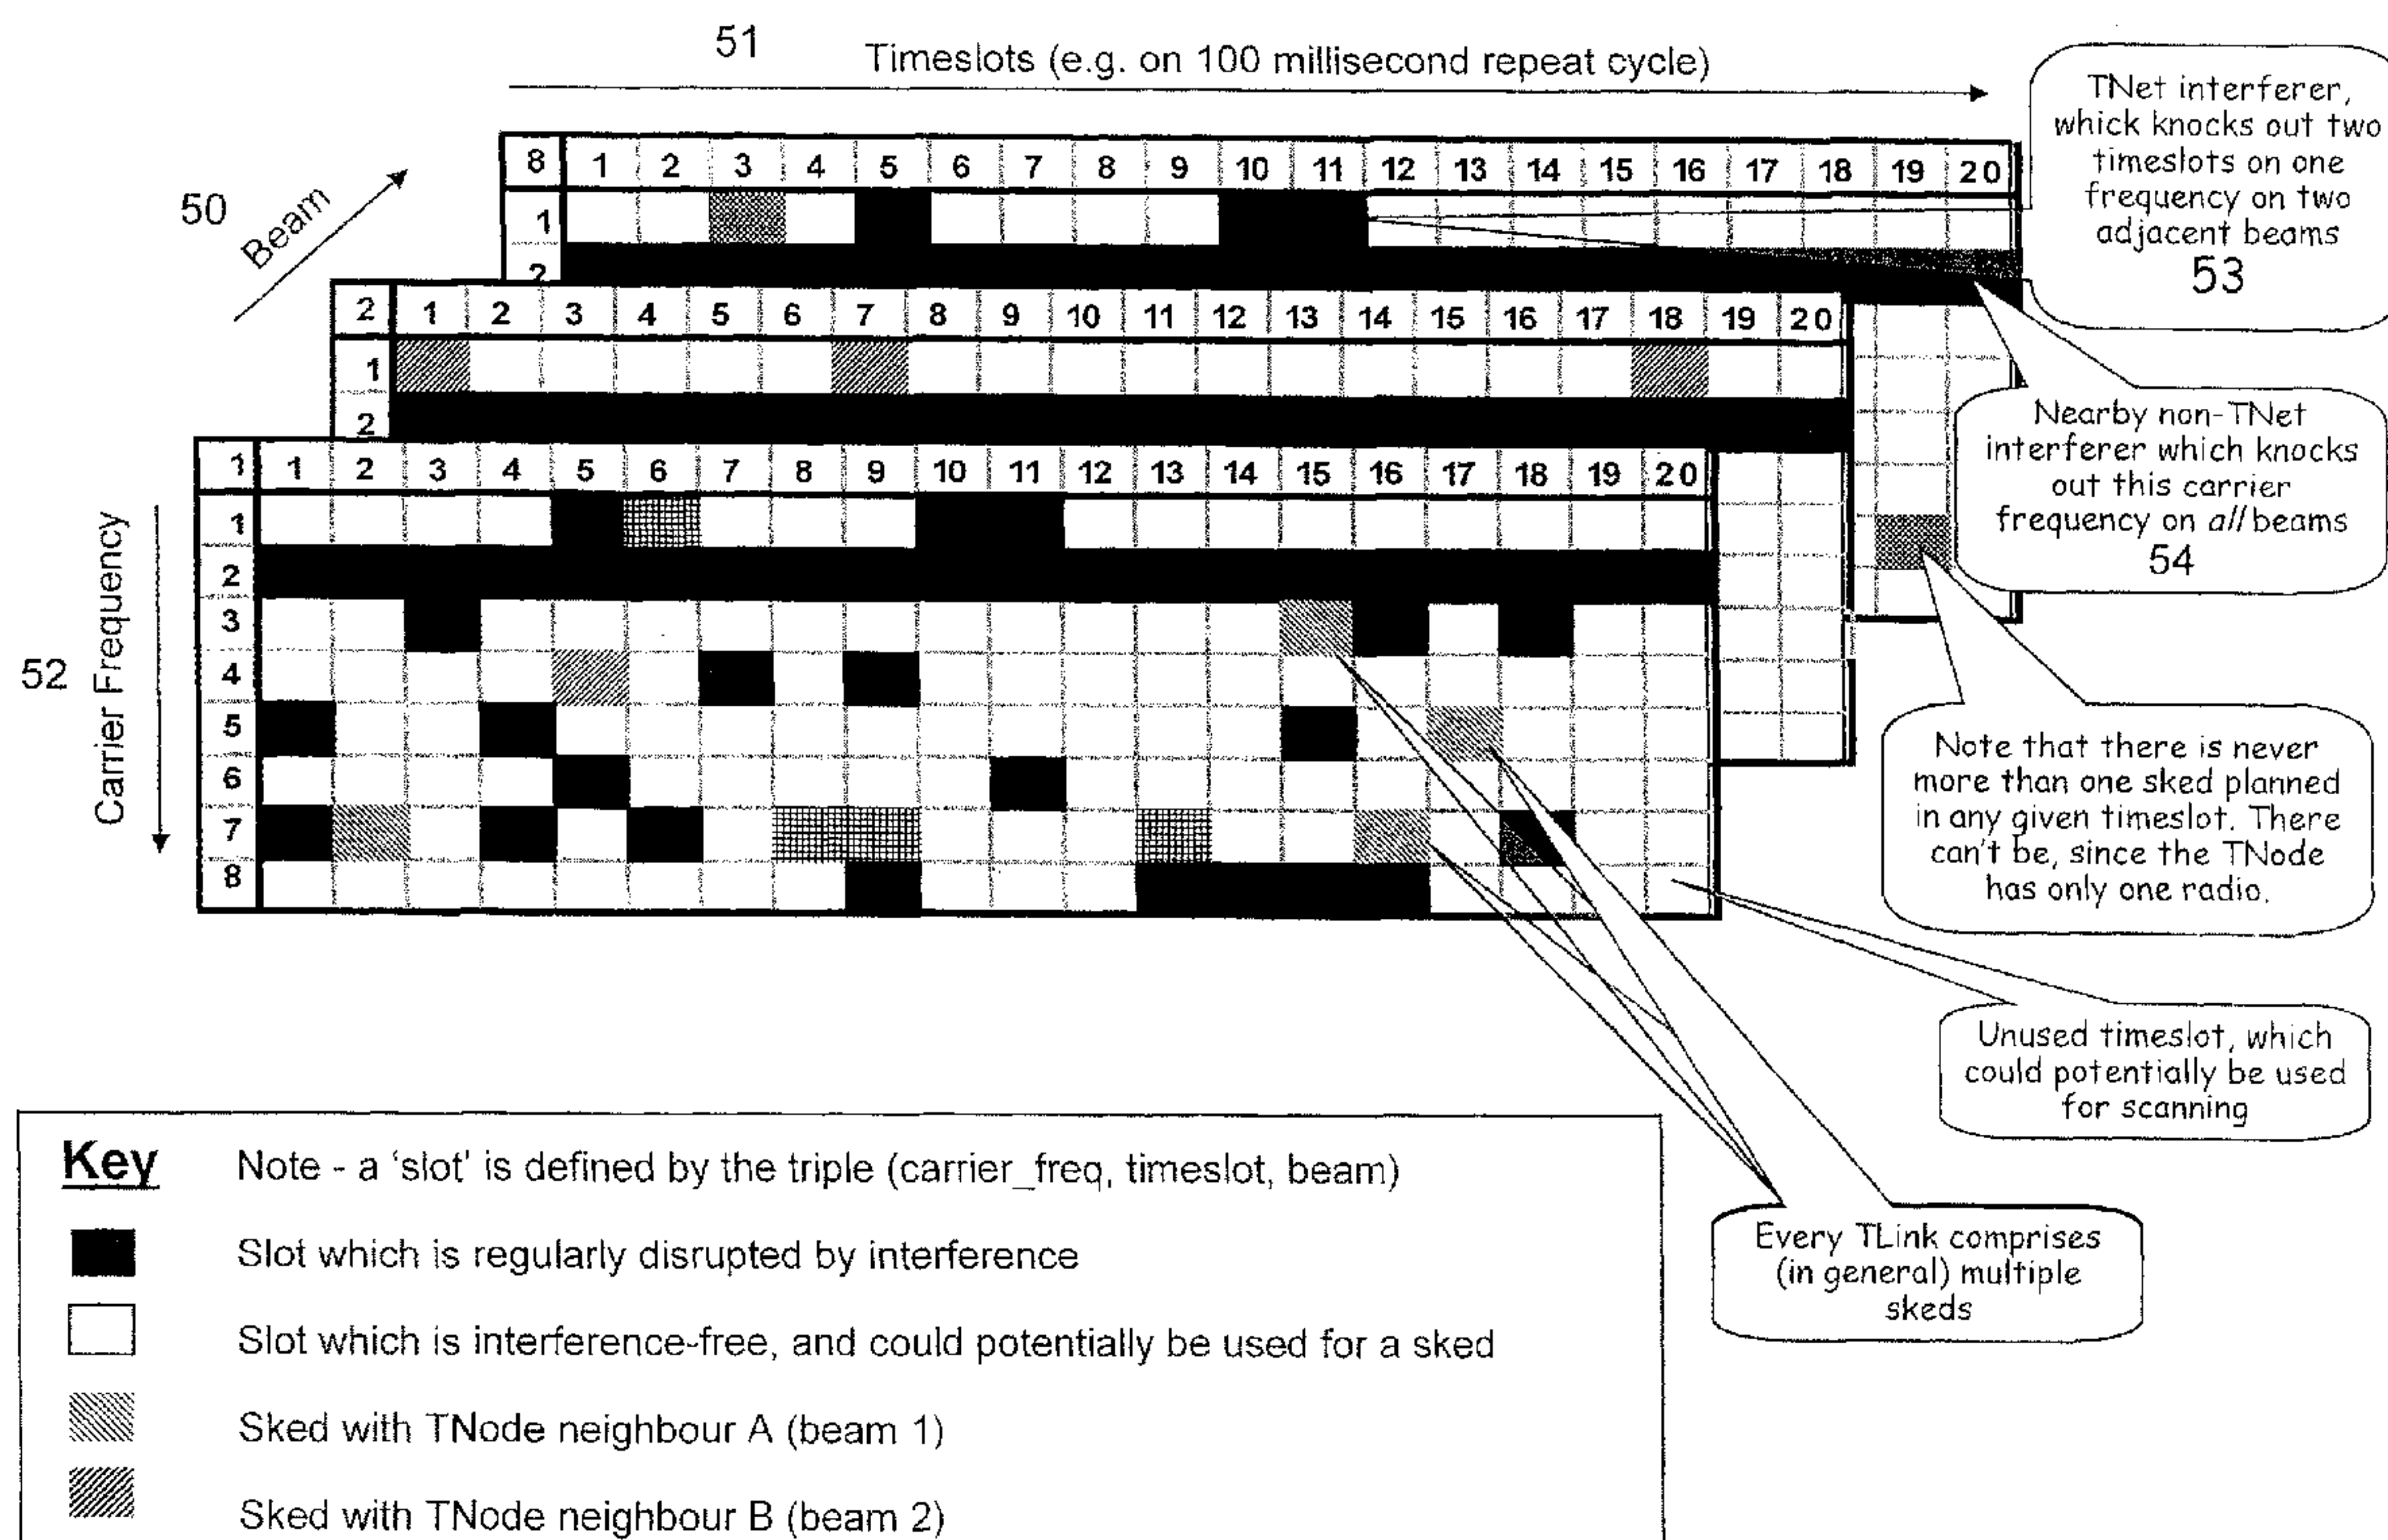 51
Timeslots (e.g. on 100 millisecond repeat cycle)
50
Beam
8 1 2 3 4 5 6 7 8 9 10 11 12 13 14 15 16 17 18 19 20
1
2
2 1 2 3 4 5 6 7 8 9 10 11 12 13 14 15 16 17 18 19 20
1
2
1 1 2 3 4 5 6 7 8 9 10 11 12 13 14 15 16 17 18 19 20
1
2
3
4
5
6
7
8
52
Carrier Frequency
TNet interferer,
whick knocks out two
timeslots on one
frequency on two
adjacent beams
53
Nearby non-TNet
interferer which knocks
out this carrier
frequency on all beams
54
Note that there is never
more than one sked planned
in any given timeslot. There
can't be, since the TNode
has only one radio.
Unused timeslot, which
could potentially be used
for scanning
Every TLink comprises
(in general) multiple
skeds
Key
Note - a 'slot' is defined by the triple (carrier_freq, timeslot, beam)
Slot which is regularly disrupted by interference
Slot which is interference-free, and could potentially be used for a sked
Sked with TNode neighbour A (beam 1)
Sked with TNode neighbour B (beam 2)